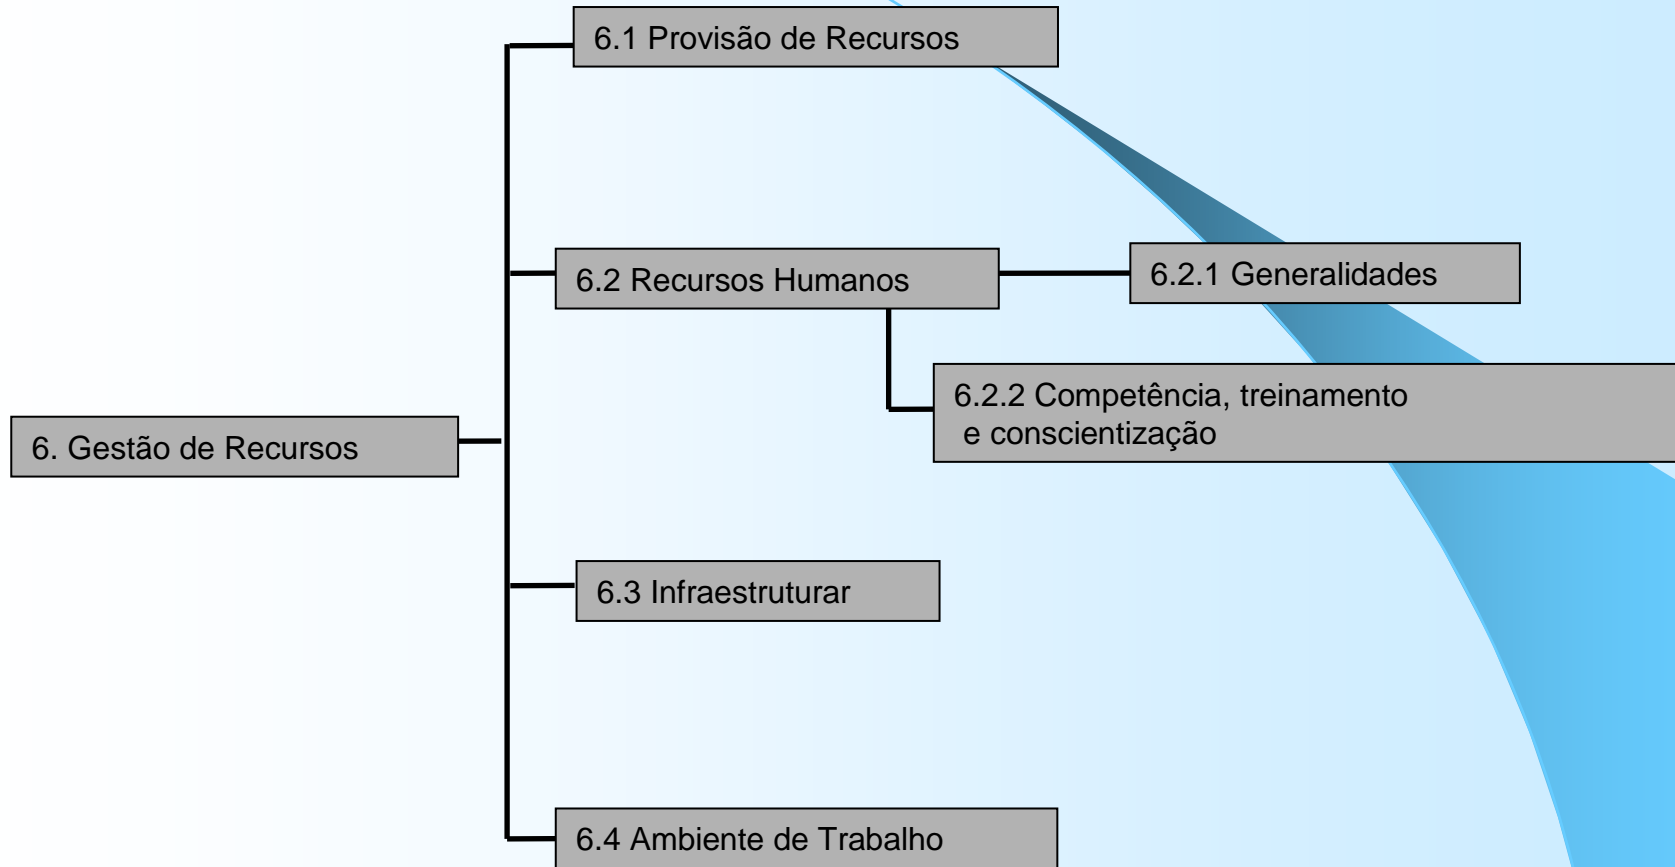 6.1 Provisão de Recursos
6.2 Recursos Humanos
6.2.1 Generalidades
6.2.2 Competência, treinamento
e conscientização
6. Gestão de Recursos
6.3 Infraestruturar
6.4 Ambiente de Trabalho